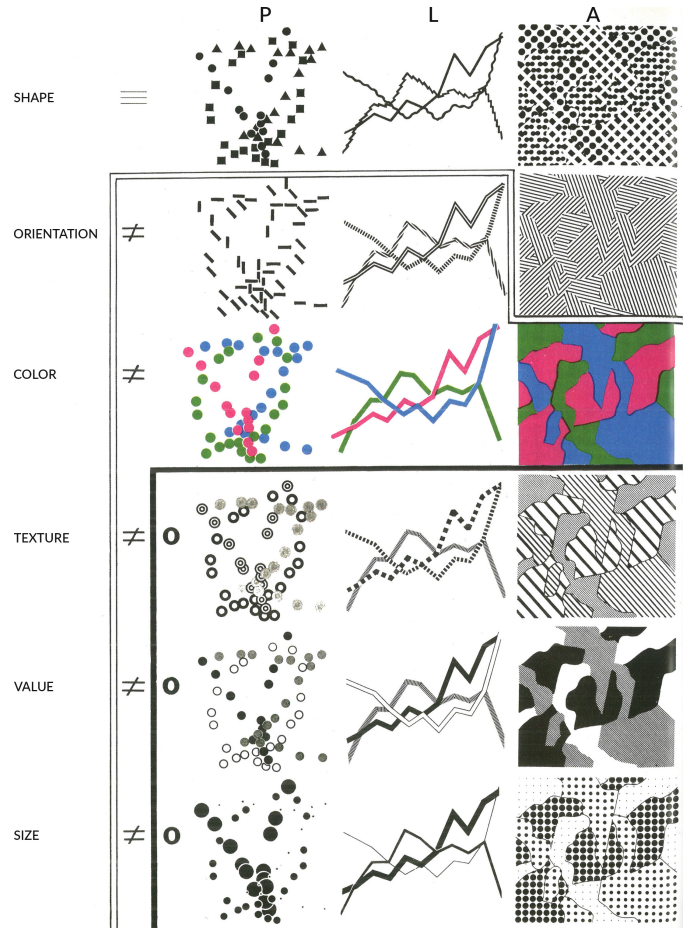 P L A
SHAPE ≡
ORIENTATION ≠
COLOR ≠
TEXTURE ≠ O
VALUE ≠ O
SIZE ≠ O